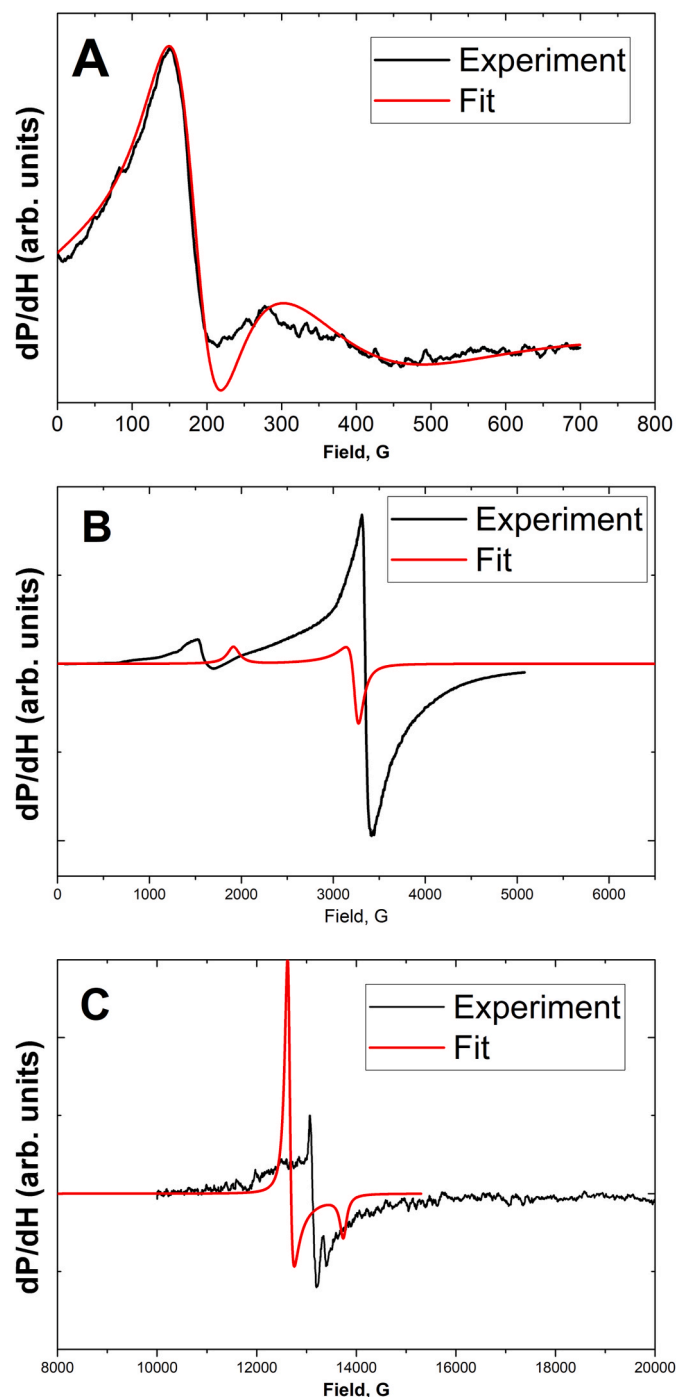 A
Experiment
Fit
dP/dH (arb. units)
0 100 200 300 400 500 600 700 800
Field, G
B
Experiment
Fit
dP/dH (arb. units)
0 1000 2000 3000 4000 5000 6000
Field, G
C
Experiment
Fit
dP/dH (arb. units)
8000 10000 12000 14000 16000 18000 20000
Field, G